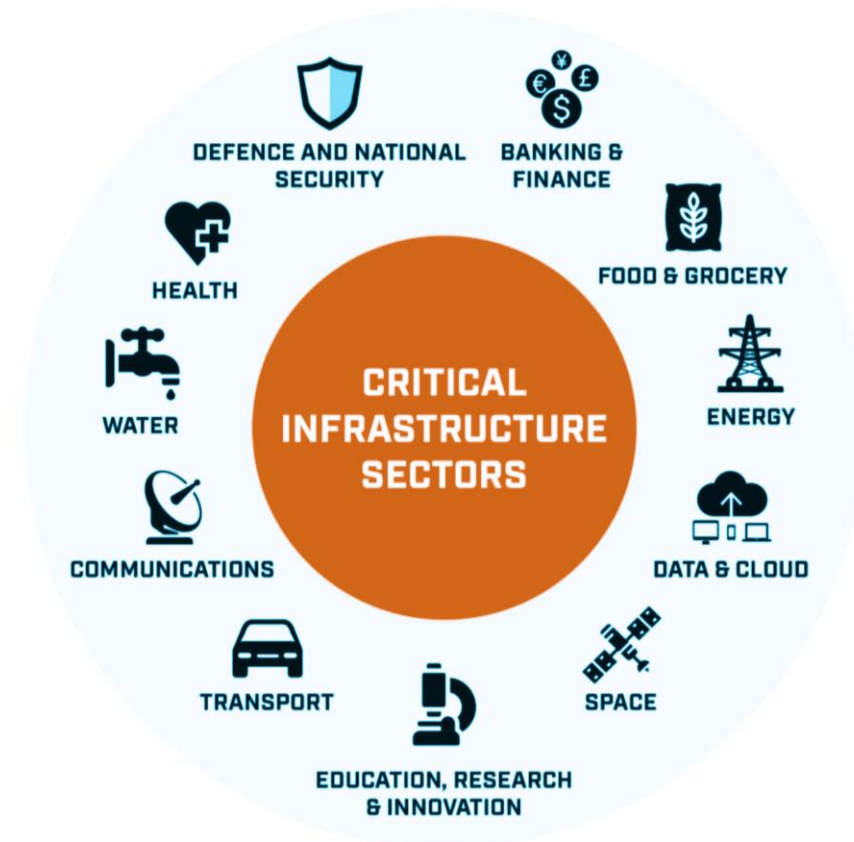 DEFENCE AND NATIONAL
SECURITY
BANKING &
FINANCE
FOOD & GROCERY
ENERGY
DATA & CLOUD
SPACE
EDUCATION, RESEARCH
& INNOVATION
TRANSPORT
COMMUNICATIONS
WATER
HEALTH
CRITICAL
INFRASTRUCTURE
SECTORS
¥
€
£
$